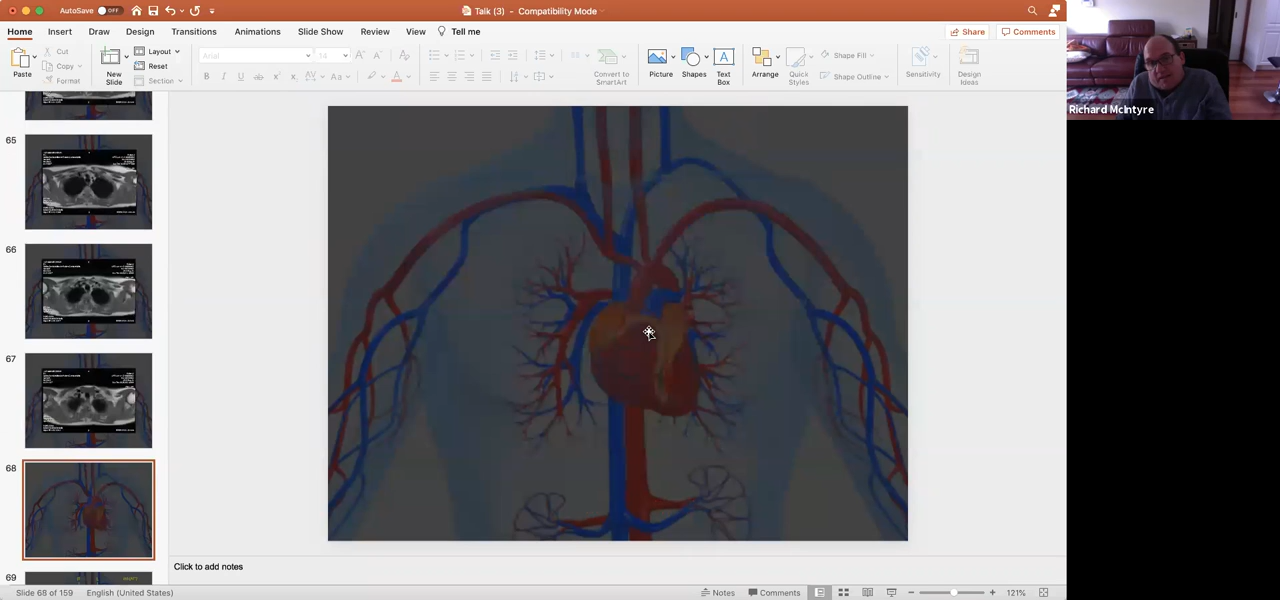 AutoSave OFF
Talk (3) - Compatibility Mode
Home Insert Draw Design Transitions Animations Slide Show Review View Tell me
Share Comments
Paste
Cut
Copy
Format
New
Slide
Layout
Reset
Section
Arial
14
Convert to
SmartArt
Picture
Shapes
Text
Box
Arrange
Quick
Styles
Shape Fill
Shape Outline
Sensitivity
Design
Ideas
Richard McIntyre
65
66
67
68
69
Click to add notes
Slide 68 of 159 English (United States)
Notes Comments 121%